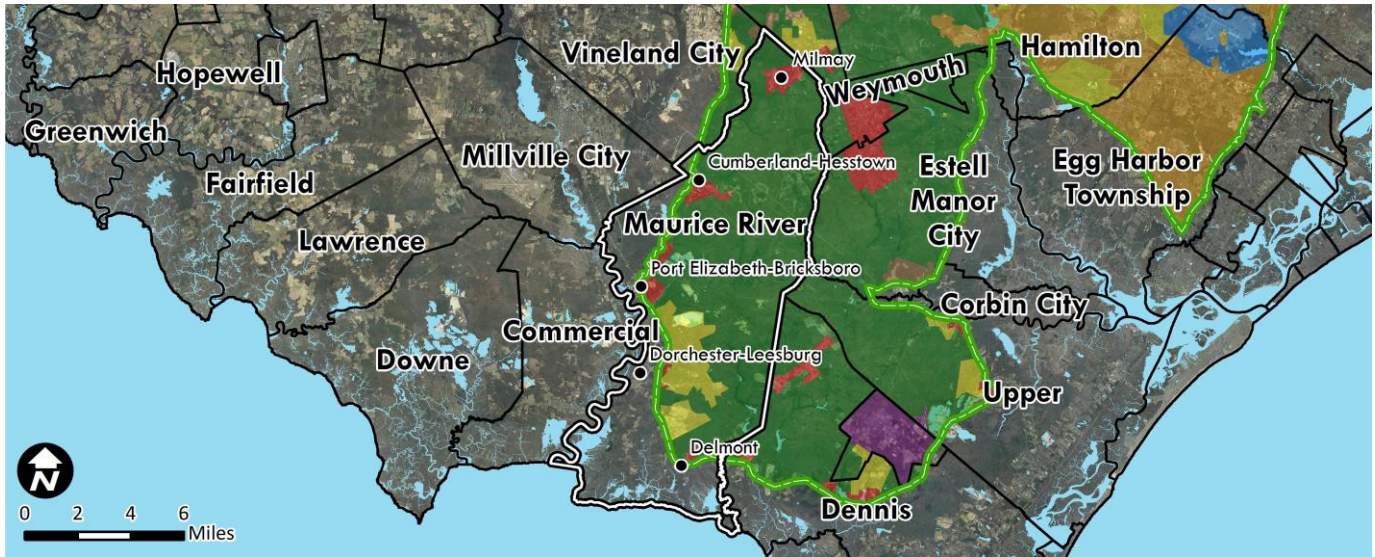 Vineland City
Hamilton
Milmay
Hopewell
Weymouth
Greenwich
Millville City
Cumberland-Hesstown
Fairfield
Estell
Manor
City
Egg Harbor
Township
Lawrence
Maurice River
Port Elizabeth-Bricksboro
Corbin City
Commercial
Downe
Dorchester-Leesburg
Upper
Delmont
Dennis
N
0 2 4 6
Miles